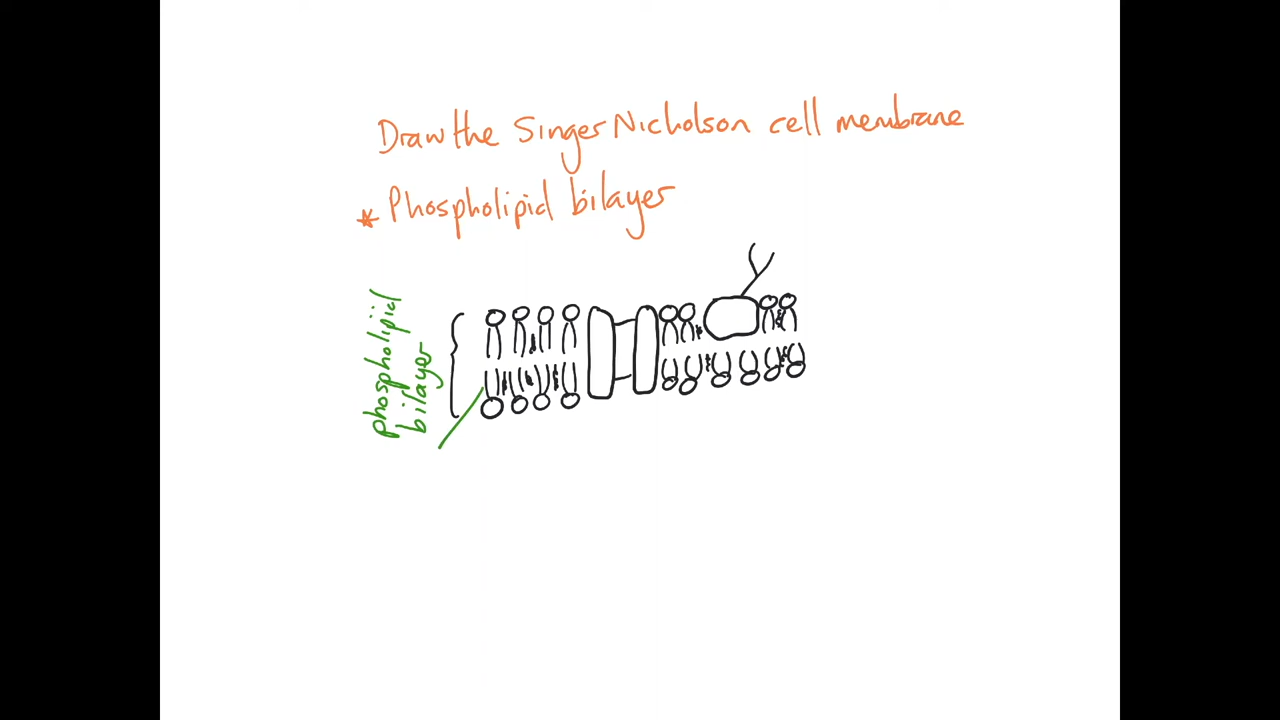 Draw the Singer Nicholson cell membrane
* Phospholipid bilayer
phospholipid
bilayer